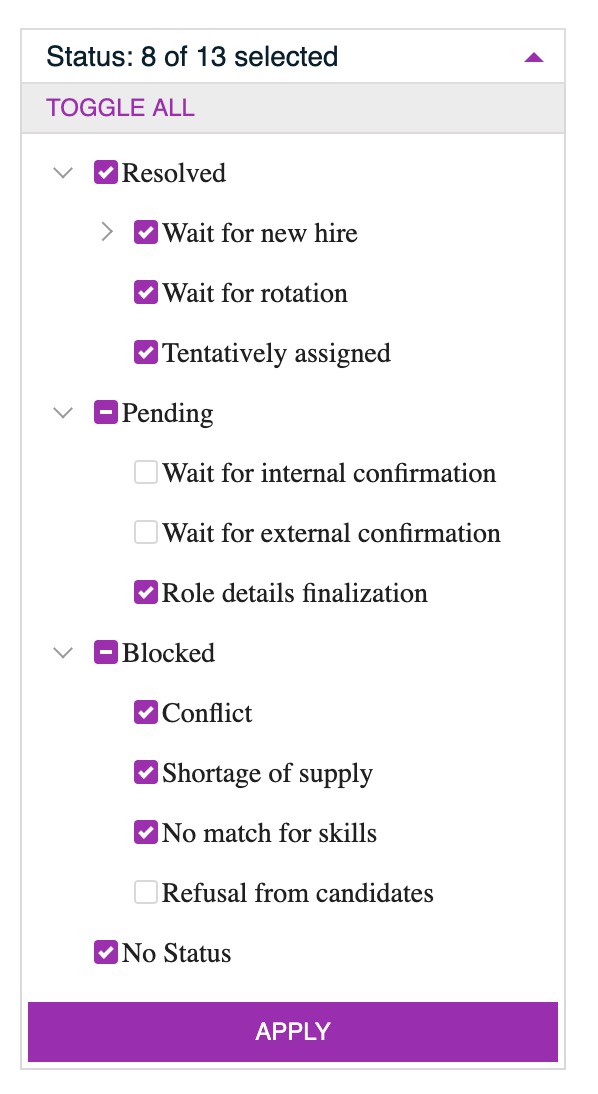 Status: 8 of 13 selected
TOGGLE ALL
Resolved
Wait for new hire
Wait for rotation
Tentatively assigned
Pending
Wait for internal confirmation
Wait for external confirmation
Role details finalization
Blocked
Conflict
Shortage of supply
No match for skills
Refusal from candidates
No Status
APPLY